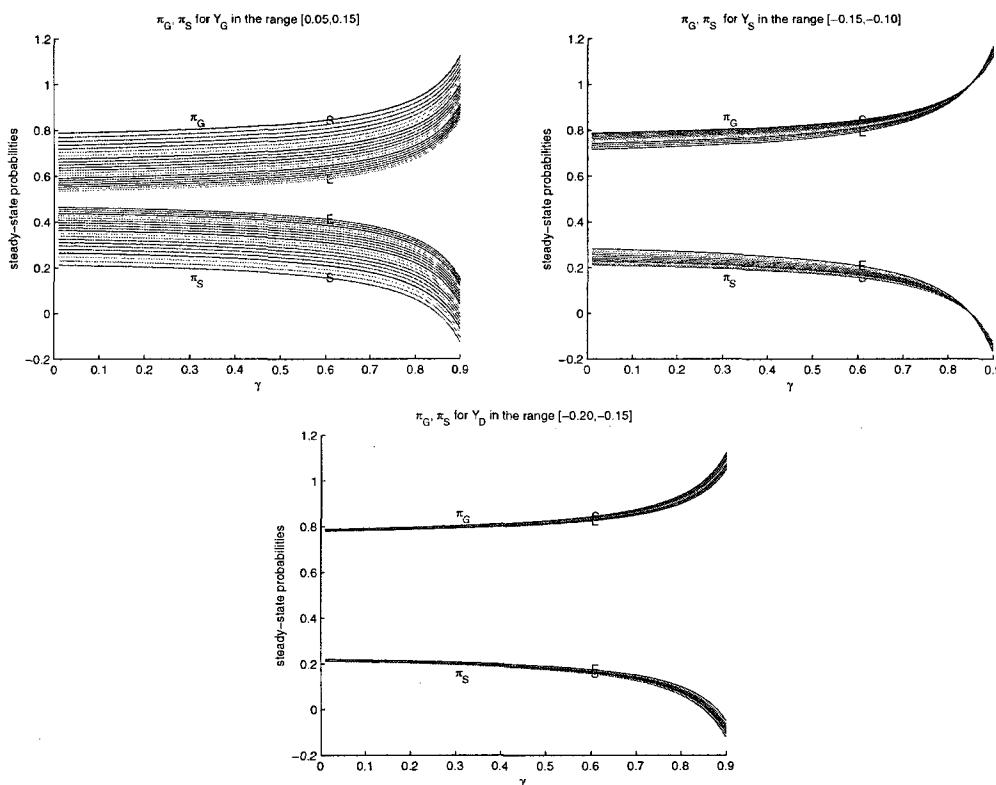 π_G, π_S for Y_G in the range [0.05,0.15]
steady-state probabilities
1.2
1
0.8
0.6
0.4
0.2
0
-0.2
π_G
S
E
E
π_S
S
0 0.1 0.2 0.3 0.4 0.5 0.6 0.7 0.8 0.9
γ
π_G, π_S for Y_S in the range [-0.15,-0.10]
steady-state probabilities
1.2
1
0.8
0.6
0.4
0.2
0
-0.2
π_G
S
E
E
π_S
S
0 0.1 0.2 0.3 0.4 0.5 0.6 0.7 0.8 0.9
γ
π_G, π_S for Y_D in the range [-0.20,-0.15]
steady-state probabilities
1.2
1
0.8
0.6
0.4
0.2
0
-0.2
π_G
S
E
E
π_S
S
0 0.1 0.2 0.3 0.4 0.5 0.6 0.7 0.8 0.9
γ